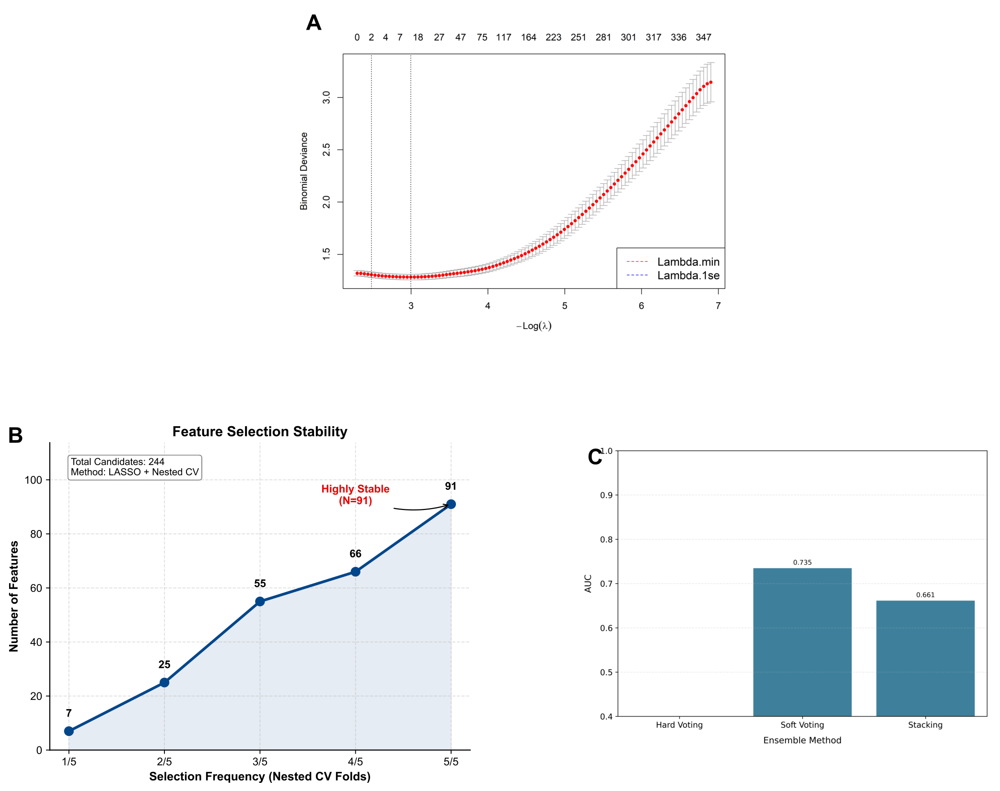 A
0 2 4 7 18 27 47 75 117 164 223 251 281 301 317 336 347
3.0
2.5
2.0
1.5
Binomial Deviance
Lambda.min
Lambda.1se
3 4 5 6 7
−Log(λ)
B
Feature Selection Stability
Total Candidates: 244
Method: LASSO + Nested CV
Highly Stable
(N=91)
91
66
55
25
7
100
80
60
40
20
0
Number of Features
1/5 2/5 3/5 4/5 5/5
Selection Frequency (Nested CV Folds)
C
1.0
0.9
0.8
0.7
0.6
0.5
0.4
AUC
0.735
0.661
Hard Voting Soft Voting Stacking
Ensemble Method